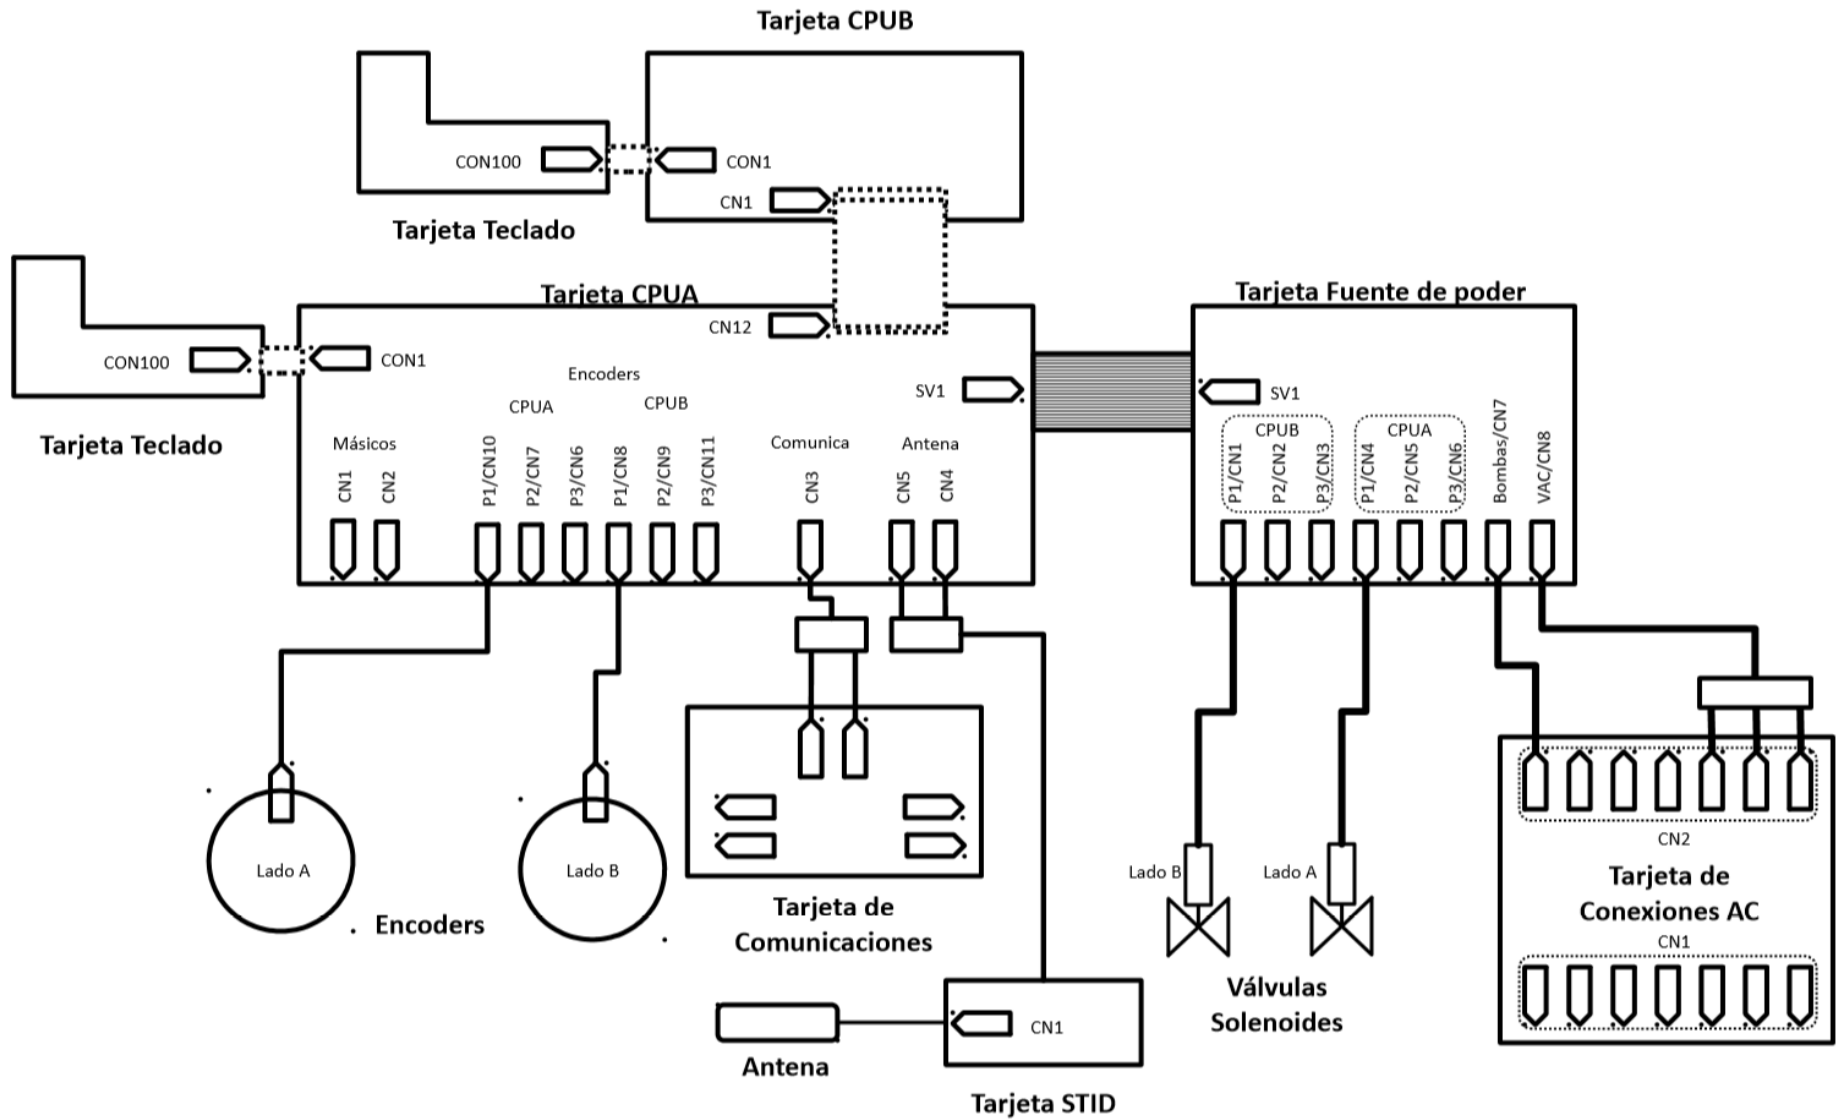 Tarjeta CPUB
CON100
CON1
CN1
Tarjeta Teclado
Tarjeta CPUA
CN12
CON100
CON1
Tarjeta Teclado
Encoders
CPUA
CPUB
SV1
Másicos
CN1
CN2
P1/CN10
P2/CN7
P3/CN6
P1/CN8
P2/CN9
P3/CN11
Comunica
CN3
Antena
CN5
CN4
Tarjeta Fuente de poder
SV1
CPUB
P1/CN1
P2/CN2
P3/CN3
CPUA
P1/CN4
P2/CN5
P3/CN6
Bombas/CN7
VAC/CN8
Lado A
Lado B
Encoders
Tarjeta de
Comunicaciones
Antena
CN1
Tarjeta STID
Lado B
Lado A
Válvulas
Solenoides
CN2
Tarjeta de
Conexiones AC
CN1